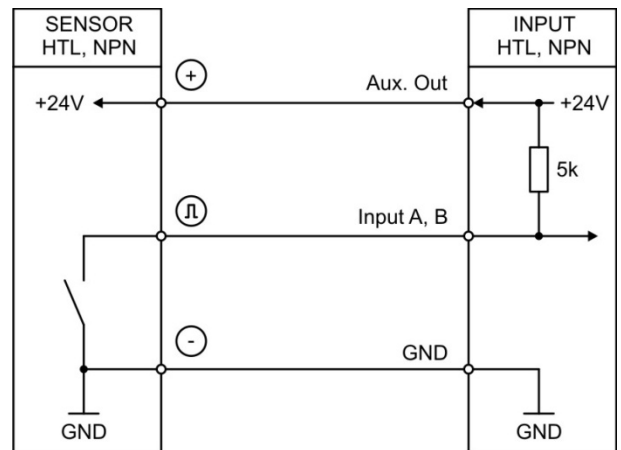 SENSOR
HTL, NPN
INPUT
HTL, NPN
+
Aux. Out
+24V
+24V
5k
Input A, B
-
GND
GND
GND